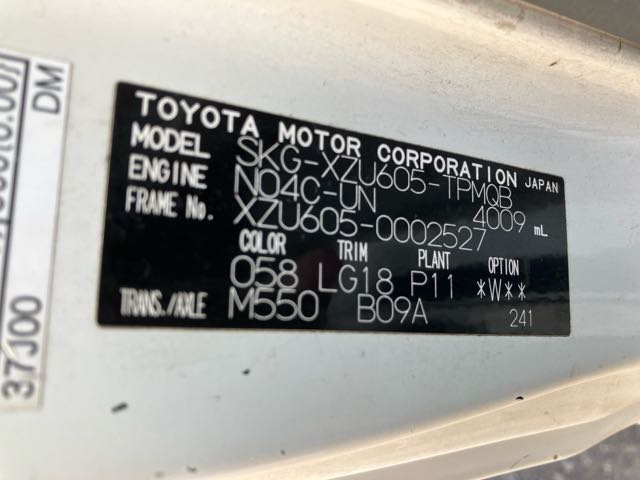 TOYOTA MOTOR CORPORATION JAPAN
MODEL SKG-XZU605-TPMQB
ENGINE N04C-UN 4009 mL
FRAME No. XZU605-0002527
COLOR TRIM PLANT OPTION
058 LG18 P11 *W**
TRANS./AXLE M550 B09A 241
DM
37J00